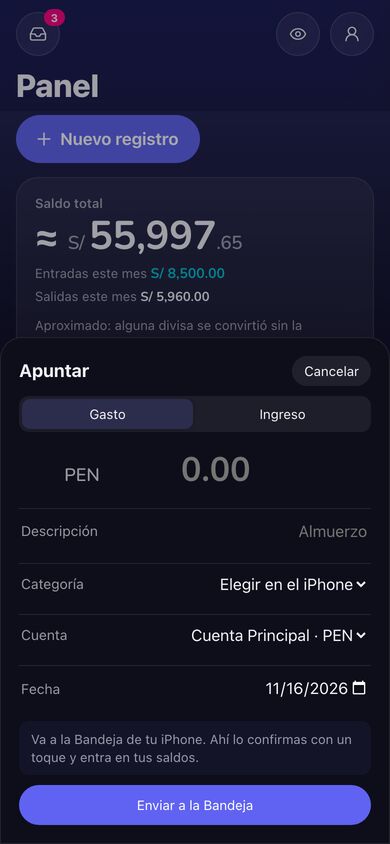 3
Panel
+ Nuevo registro
Saldo total
≈ S/ 55,997.65
Entradas este mes S/ 8,500.00
Salidas este mes S/ 5,960.00
Aproximado: alguna divisa se convirtió sin la
Apuntar
Cancelar
Gasto
Ingreso
PEN
0.00
Descripción
Almuerzo
Categoría
Elegir en el iPhone
Cuenta
Cuenta Principal · PEN
Fecha
11/16/2026
Va a la Bandeja de tu iPhone. Ahí lo confirmas con un
toque y entra en tus saldos.
Enviar a la Bandeja